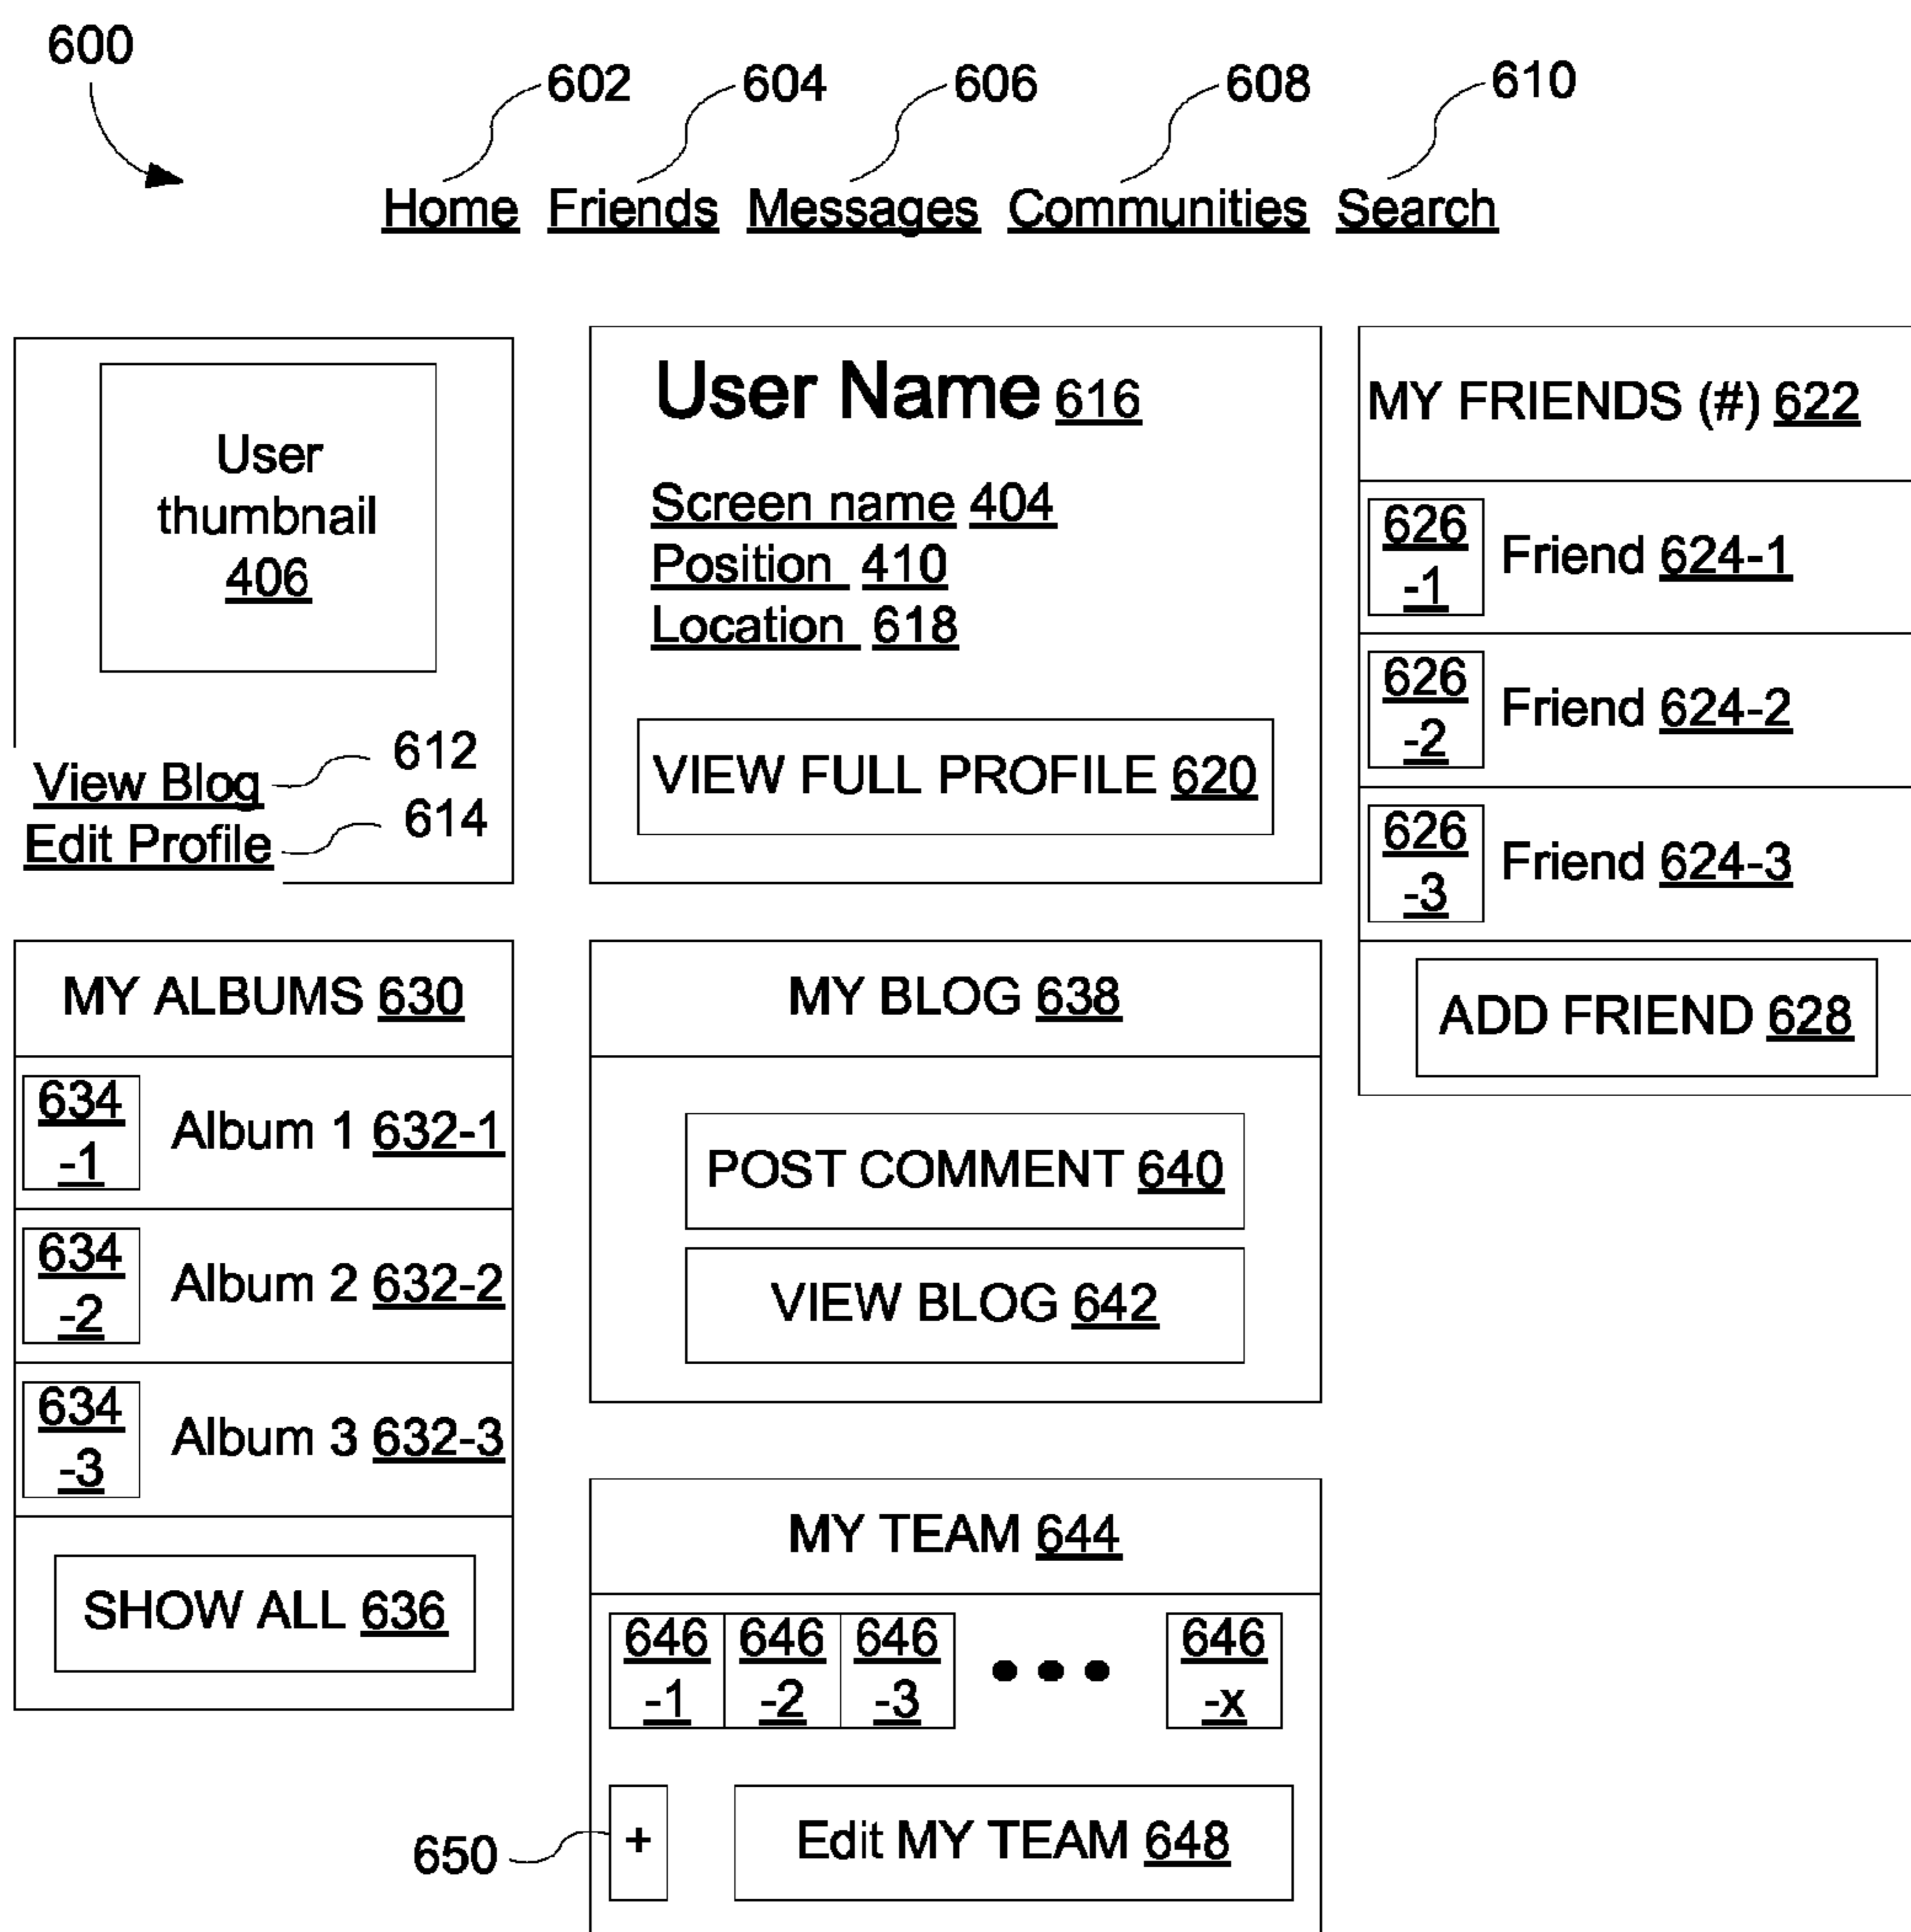 600
602 604 606 608 610
Home Friends Messages Communities Search
User
thumbnail
406
View Blog 612
Edit Profile 614
User Name 616
Screen name 404
Position 410
Location 618
VIEW FULL PROFILE 620
MY FRIENDS (#) 622
626
-1
Friend 624-1
626
-2
Friend 624-2
626
-3
Friend 624-3
ADD FRIEND 628
MY ALBUMS 630
634
-1
Album 1 632-1
634
-2
Album 2 632-2
634
-3
Album 3 632-3
SHOW ALL 636
MY BLOG 638
POST COMMENT 640
VIEW BLOG 642
MY TEAM 644
646 646 646 646
-1 -2 -3 -x
650 + Edit MY TEAM 648